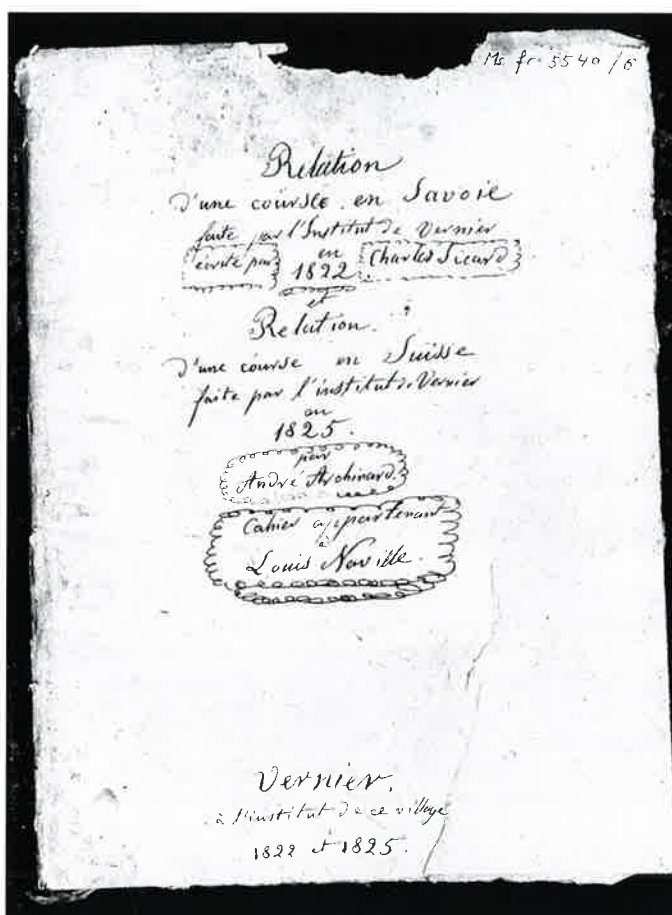 Ms. fr. 5540 / 6
Relation
d'une course en Savoie
faite par l'Institut de Vernier
écrite par en Charles Sicard
1822
et
Relation.
d'une course en Suisse
faite par l'institut de Vernier
en
1825.
par
André Archinard.
Cahier appartenant
à
Louis Naville.
Vernier.
à l'institut de ce village
1822 et 1825.